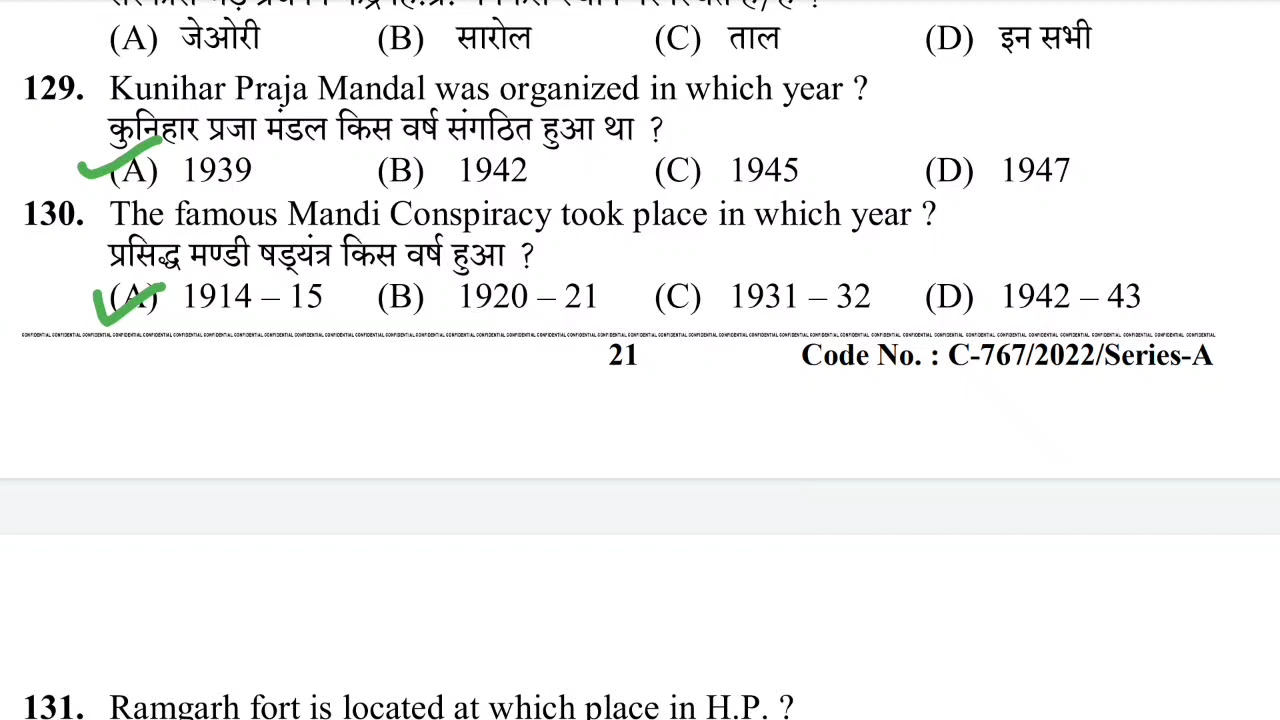 (A) जेओरी (B) सारोल (C) ताल (D) इन सभी
129. Kunihar Praja Mandal was organized in which year ?
कुनिहार प्रजा मंडल किस वर्ष संगठित हुआ था ?
(A) 1939 (B) 1942 (C) 1945 (D) 1947
130. The famous Mandi Conspiracy took place in which year ?
प्रसिद्ध मण्डी षड्यंत्र किस वर्ष हुआ ?
(A) 1914 – 15 (B) 1920 – 21 (C) 1931 – 32 (D) 1942 – 43
21 Code No. : C-767/2022/Series-A
131. Ramgarh fort is located at which place in H.P. ?